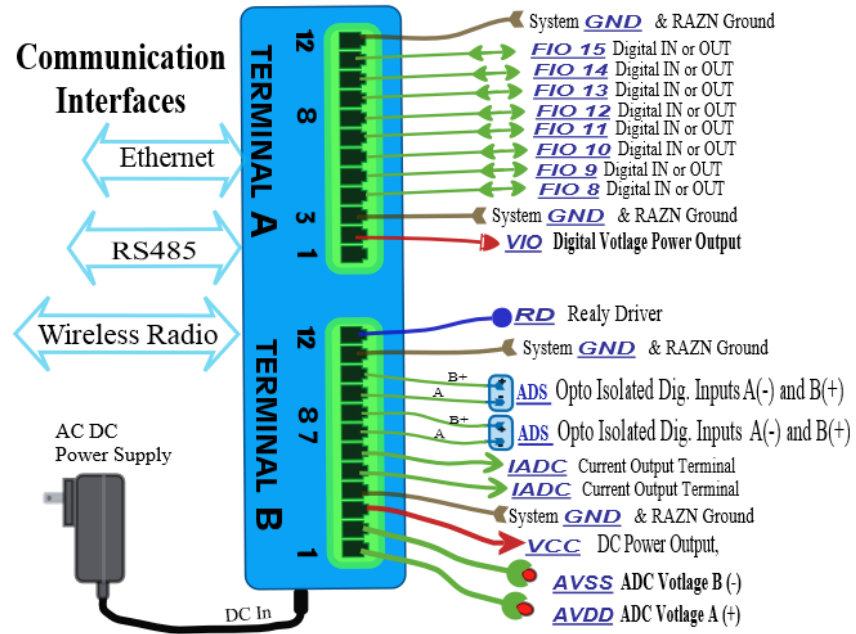 Communication
Interfaces
Ethernet
RS485
Wireless Radio
AC DC
Power Supply
DC In
TERMINAL A
12
8
3
1
TERMINAL B
12
8
7
1
System GND & RAZN Ground
FIO 15 Digital IN or OUT
FIO 14 Digital IN or OUT
FIO 13 Digital IN or OUT
FIO 12 Digital IN or OUT
FIO 11 Digital IN or OUT
FIO 10 Digital IN or OUT
FIO 9 Digital IN or OUT
FIO 8 Digital IN or OUT
System GND & RAZN Ground
VIO Digital Votlage Power Output
RD Realy Driver
System GND & RAZN Ground
B+
A
+
-
ADS Opto Isolated Dig. Inputs A(-) and B(+)
B+
A
+
-
ADS Opto Isolated Dig. Inputs A(-) and B(+)
IADC Current Output Terminal
IADC Current Output Terminal
System GND & RAZN Ground
VCC DC Power Output,
AVSS ADC Votlage B (-)
AVDD ADC Votlage A (+)